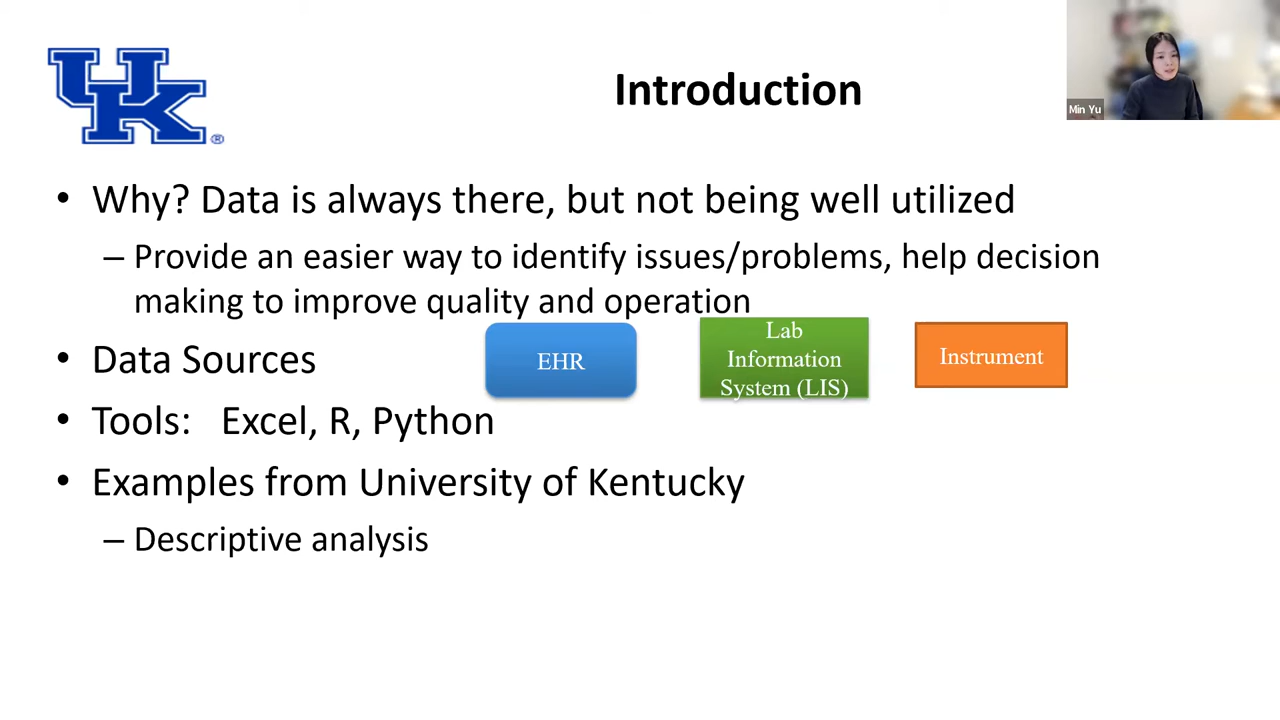 UK®
Introduction
Min Yu
• Why? Data is always there, but not being well utilized
– Provide an easier way to identify issues/problems, help decision
making to improve quality and operation
• Data Sources
EHR
Lab
Information
System (LIS)
Instrument
• Tools: Excel, R, Python
• Examples from University of Kentucky
– Descriptive analysis